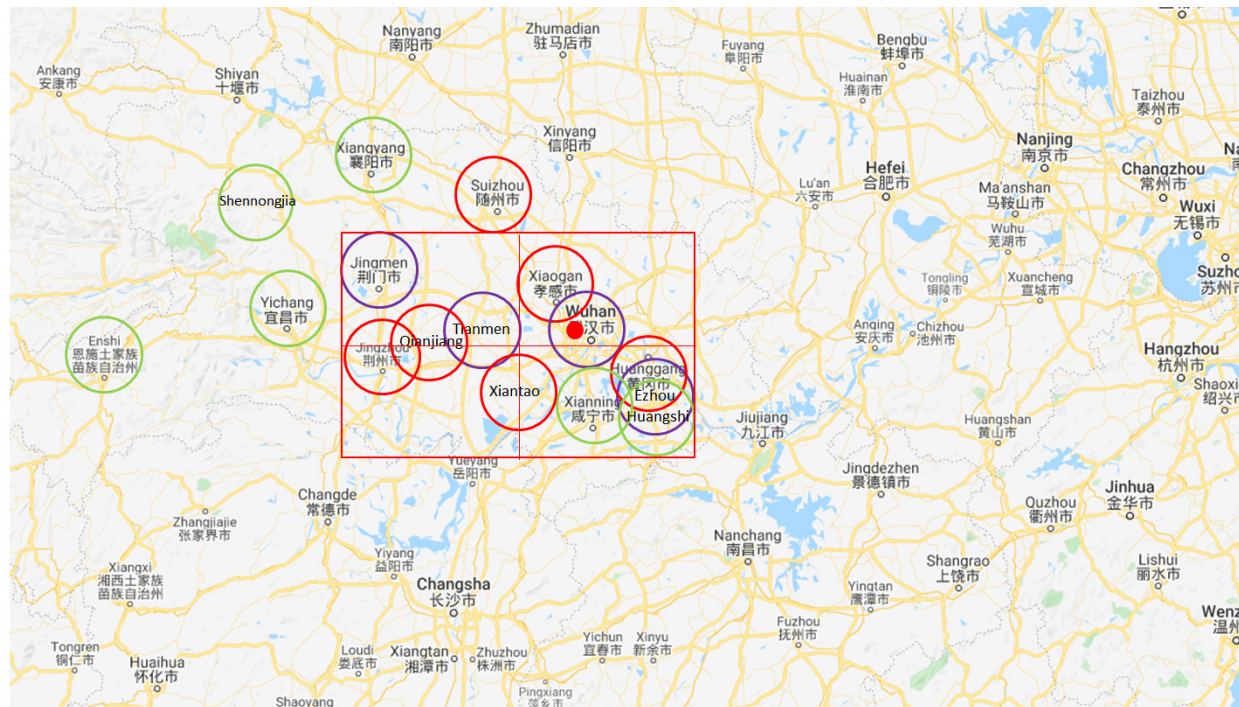 Nanyang
南阳市
Zhumadian
驻马店市
Fuyang
阜阳市
Bengbu
蚌埠市
Ankang
安康市
Shiyan
十堰市
Huainan
淮南市
Taizhou
泰州市
Xiangyang
襄阳市
Xinyang
信阳市
Nanjing
南京市
Hefei
合肥市
Changzhou
常州市
Shennongjia
Suizhou
随州市
Lu'an
六安市
Ma'anshan
马鞍山市
Wuxi
无锡市
Wuhu
芜湖市
Jingmen
荆门市
Xiaogan
孝感市
Tongling
铜陵市
Xuancheng
宣城市
Suzho
苏州市
Yichang
宜昌市
Wuhan
汉市
Tianmen
Qianjiang
Jingzhou
荆州市
Anqing
安庆市
Chizhou
池州市
Enshi
恩施土家族
苗族自治州
Hangzhou
杭州市
Huanggang
黄冈市
Ezhou
Huangshi
Xiantao
Xianning
咸宁市
Shaoxi
绍兴市
Jiujiang
九江市
Huangshan
黄山市
Yueyang
岳阳市
Jingdezhen
景德镇市
Changde
常德市
Quzhou
衢州市
Jinhua
金华市
Zhangjiajie
张家界市
Nanchang
南昌市
Yiyang
益阳市
Xiangxi
湘西土家族
苗族自治州
Changsha
长沙市
Shangrao
上饶市
Lishui
丽水市
Yingtan
鹰潭市
Wenz
温州
Fuzhou
抚州市
Tongren
铜仁市
Huaihua
怀化市
Loudi
娄底市
Xiangtan
湘潭市
Zhuzhou
株洲市
Yichun
宜春市
Xinyu
新余市
Pingxiang
萍乡市
Shaoyang